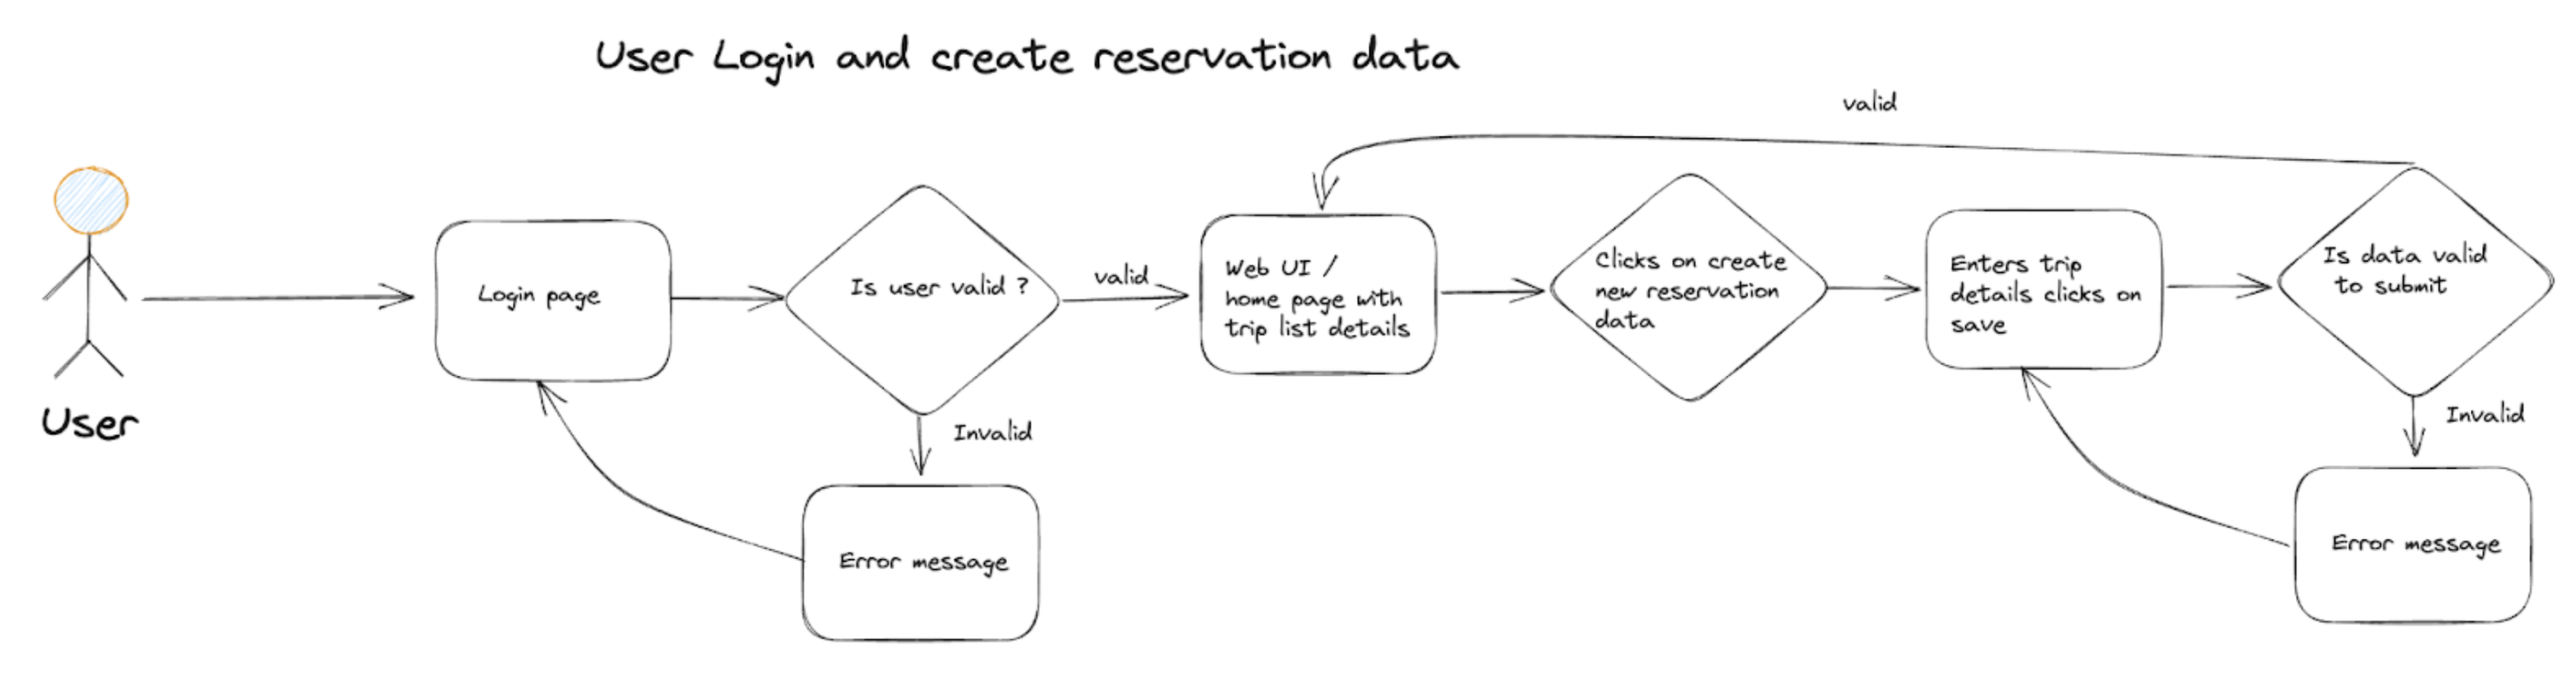 User Login and create reservation data
valid
User
Login page
Is user valid ?
valid
Invalid
Error message
Web UI /
home page with
trip list details
Clicks on create
new reservation
data
Enters trip
details clicks on
save
Is data valid
to submit
Invalid
Error message